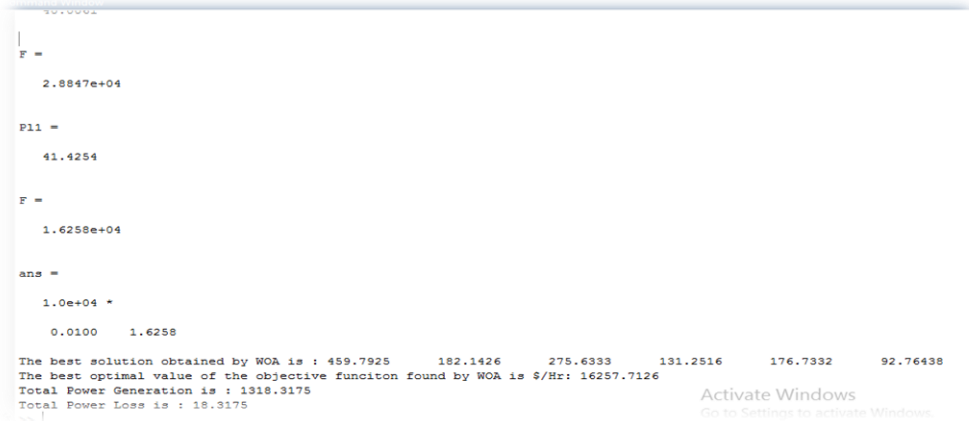 F =
2.8847e+04
Pl1 =
41.4254
F =
1.6258e+04
ans =
1.0e+04 *
0.0100 1.6258
The best solution obtained by WOA is : 459.7925 182.1426 275.6333 131.2516 176.7332 92.76438
The best optimal value of the objective funciton found by WOA is $/Hr: 16257.7126
Total Power Generation is : 1318.3175
Total Power Loss is : 18.3175
Activate Windows
Go to Settings to activate Windows.
>>